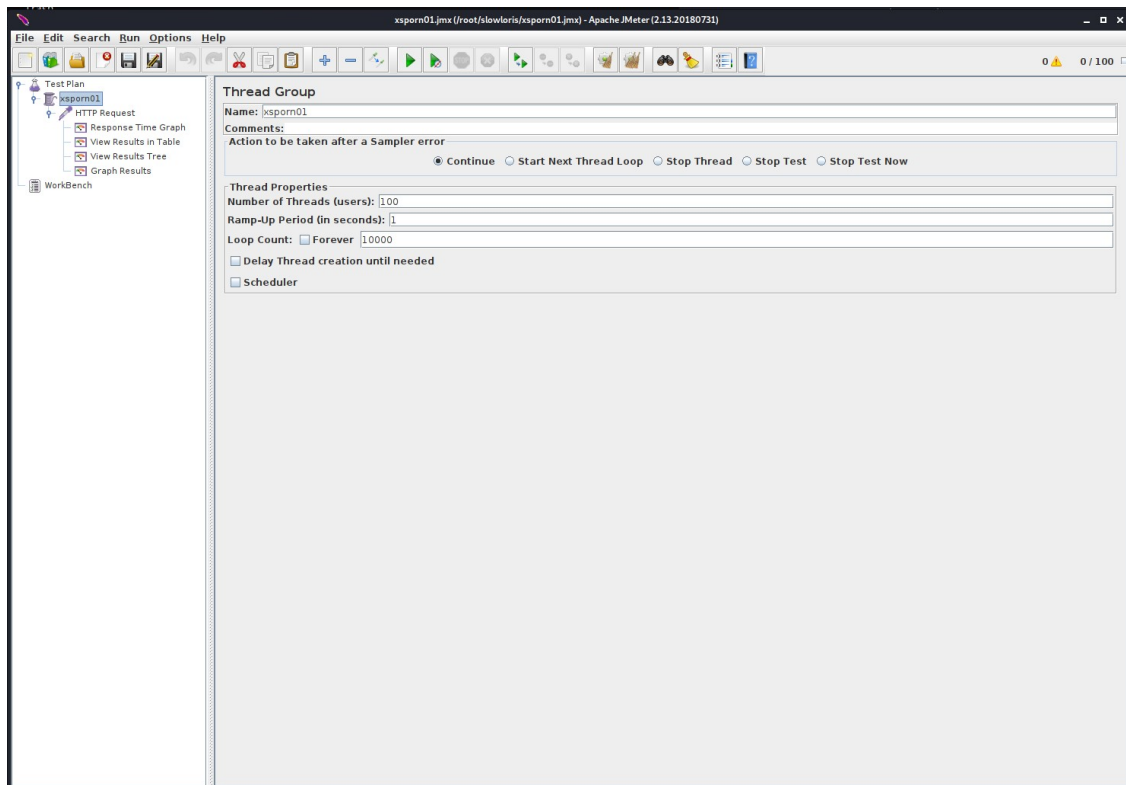 xsporn01.jmx (/root/slowloris/xsporn01.jmx) - Apache JMeter (2.13.20180731)
File Edit Search Run Options Help
0 0 / 100
Test Plan
xsporn01
HTTP Request
Response Time Graph
View Results in Table
View Results Tree
Graph Results
WorkBench
Thread Group
Name: xsporn01
Comments:
Action to be taken after a Sampler error
Continue Start Next Thread Loop Stop Thread Stop Test Stop Test Now
Thread Properties
Number of Threads (users): 100
Ramp-Up Period (in seconds): 1
Loop Count: Forever 10000
Delay Thread creation until needed
Scheduler